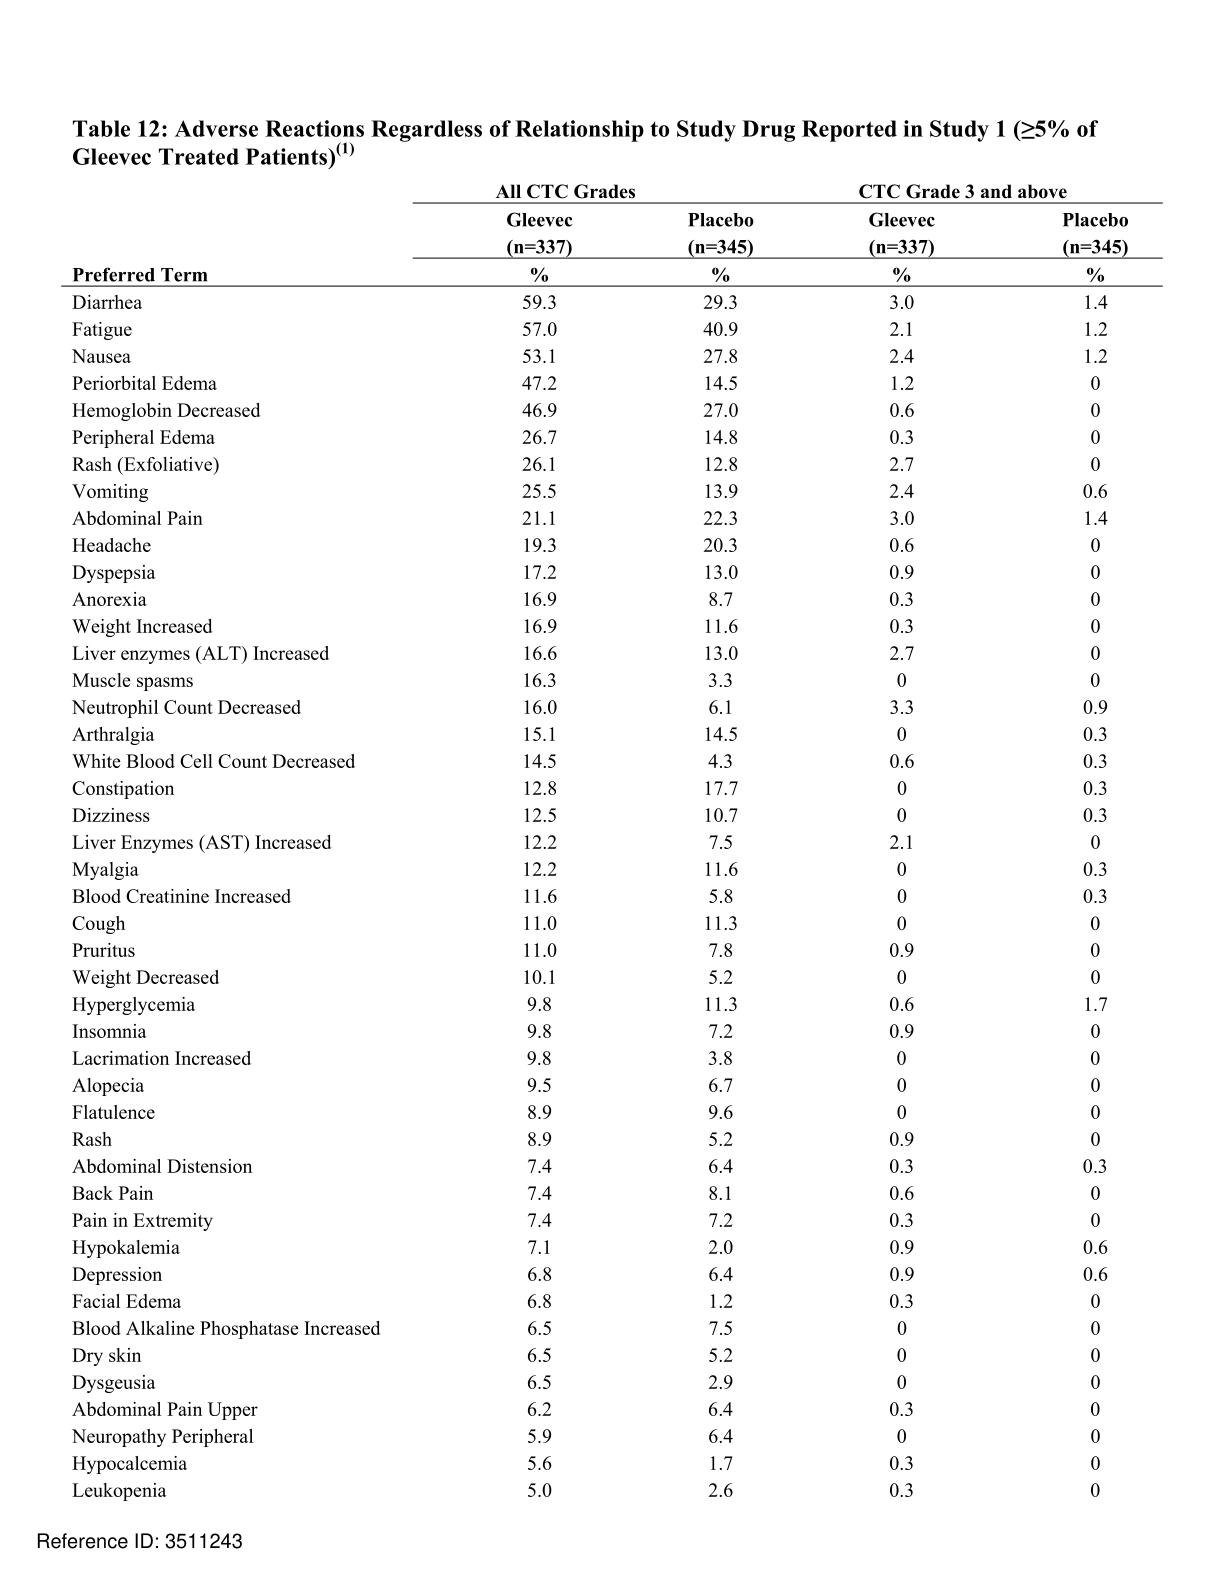 Table 12: Adverse Reactions Regardless of Relationship to Study Drug Reported in Study 1 (≥5% of
Gleevec Treated Patients)(1)
All CTC Grades CTC Grade 3 and above
Gleevec Placebo Gleevec Placebo
(n=337) (n=345) (n=337) (n=345)
Preferred Term % % % %
Diarrhea 59.3 29.3 3.0 1.4
Fatigue 57.0 40.9 2.1 1.2
Nausea 53.1 27.8 2.4 1.2
Periorbital Edema 47.2 14.5 1.2 0
Hemoglobin Decreased 46.9 27.0 0.6 0
Peripheral Edema 26.7 14.8 0.3 0
Rash (Exfoliative) 26.1 12.8 2.7 0
Vomiting 25.5 13.9 2.4 0.6
Abdominal Pain 21.1 22.3 3.0 1.4
Headache 19.3 20.3 0.6 0
Dyspepsia 17.2 13.0 0.9 0
Anorexia 16.9 8.7 0.3 0
Weight Increased 16.9 11.6 0.3 0
Liver enzymes (ALT) Increased 16.6 13.0 2.7 0
Muscle spasms 16.3 3.3 0 0
Neutrophil Count Decreased 16.0 6.1 3.3 0.9
Arthralgia 15.1 14.5 0 0.3
White Blood Cell Count Decreased 14.5 4.3 0.6 0.3
Constipation 12.8 17.7 0 0.3
Dizziness 12.5 10.7 0 0.3
Liver Enzymes (AST) Increased 12.2 7.5 2.1 0
Myalgia 12.2 11.6 0 0.3
Blood Creatinine Increased 11.6 5.8 0 0.3
Cough 11.0 11.3 0 0
Pruritus 11.0 7.8 0.9 0
Weight Decreased 10.1 5.2 0 0
Hyperglycemia 9.8 11.3 0.6 1.7
Insomnia 9.8 7.2 0.9 0
Lacrimation Increased 9.8 3.8 0 0
Alopecia 9.5 6.7 0 0
Flatulence 8.9 9.6 0 0
Rash 8.9 5.2 0.9 0
Abdominal Distension 7.4 6.4 0.3 0.3
Back Pain 7.4 8.1 0.6 0
Pain in Extremity 7.4 7.2 0.3 0
Hypokalemia 7.1 2.0 0.9 0.6
Depression 6.8 6.4 0.9 0.6
Facial Edema 6.8 1.2 0.3 0
Blood Alkaline Phosphatase Increased 6.5 7.5 0 0
Dry skin 6.5 5.2 0 0
Dysgeusia 6.5 2.9 0 0
Abdominal Pain Upper 6.2 6.4 0.3 0
Neuropathy Peripheral 5.9 6.4 0 0
Hypocalcemia 5.6 1.7 0.3 0
Leukopenia 5.0 2.6 0.3 0
Reference ID: 3511243